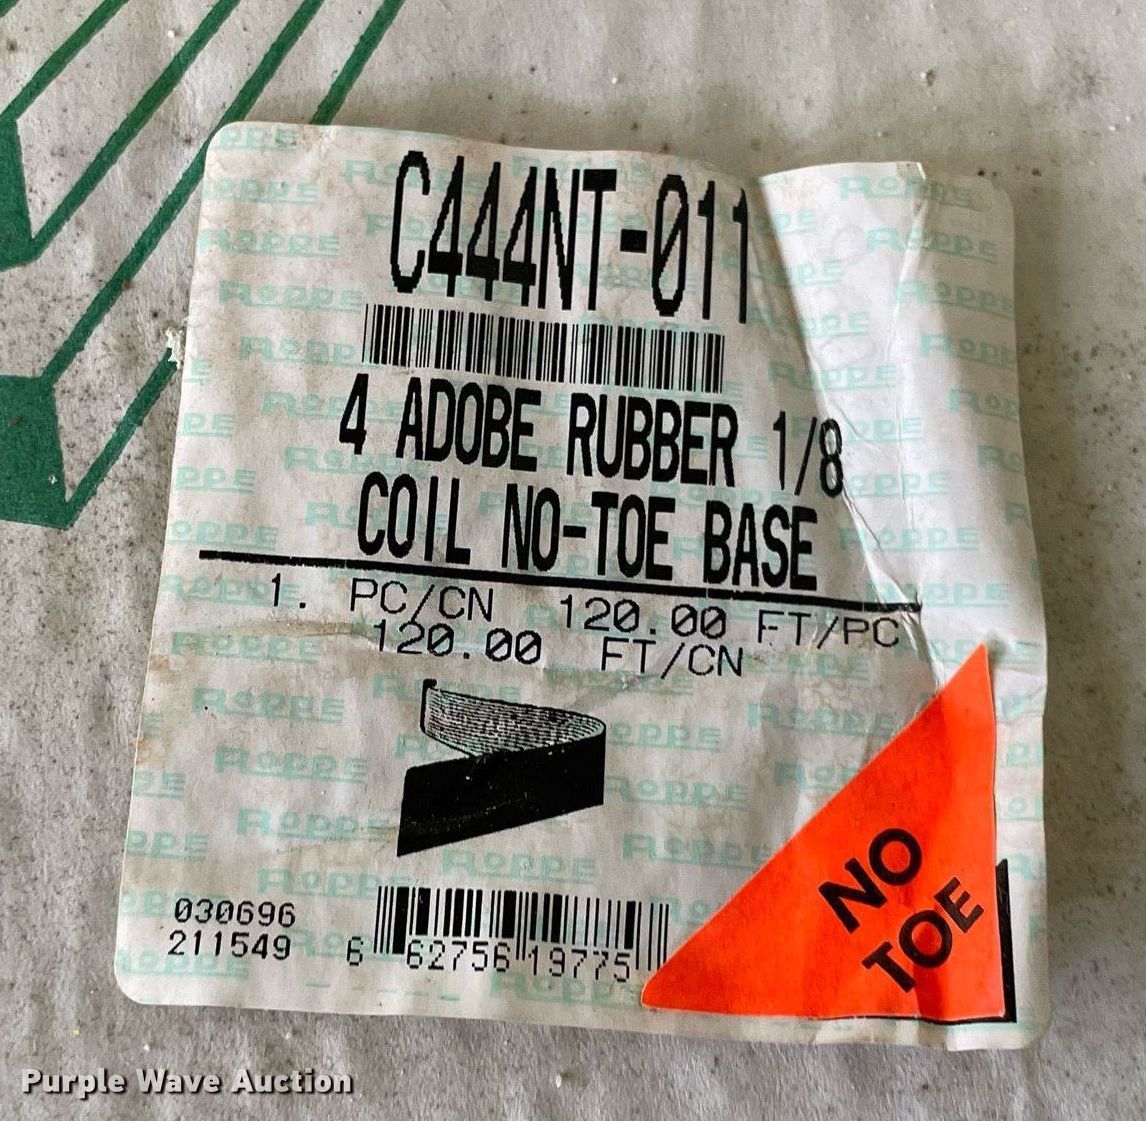 C444NT-011
4 ADOBE RUBBER 1/8
COIL NO-TOE BASE
1. PC/CN 120.00 FT/PC
120.00 FT/CN
ROPPE
030696
211549
6 62756 19775
NO
TOE
Purple Wave Auction